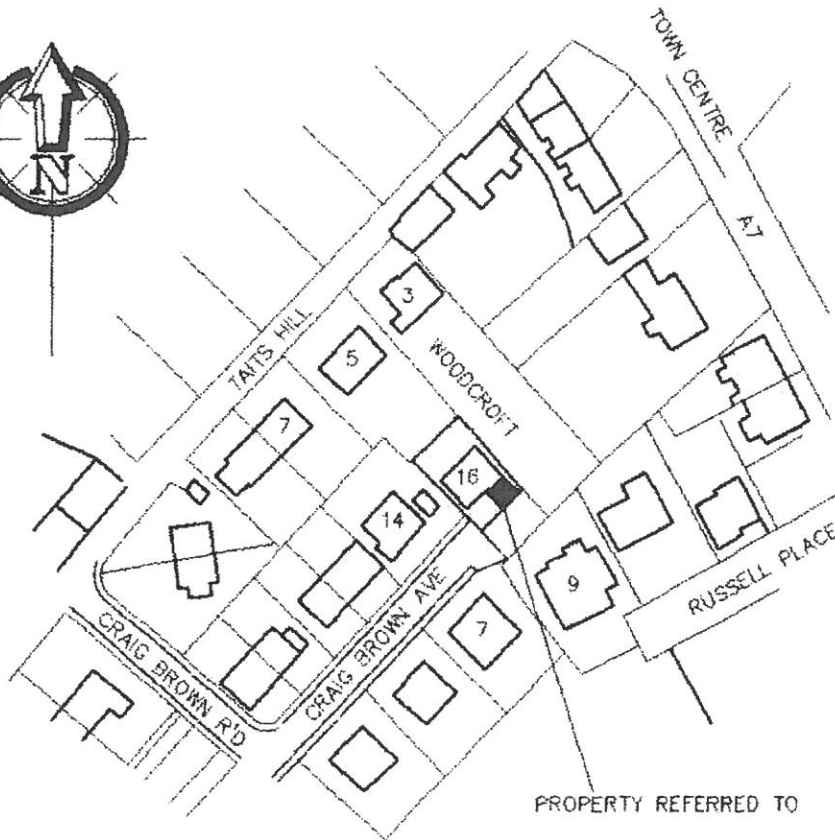 TOWN CENTRE
N
A7
TAITS HILL
3
5
WOODCROFT
7
16
14
9
RUSSELL PLACE
CRAIG BROWN AVE
7
CRAIG BROWN R'D
PROPERTY REFERRED TO